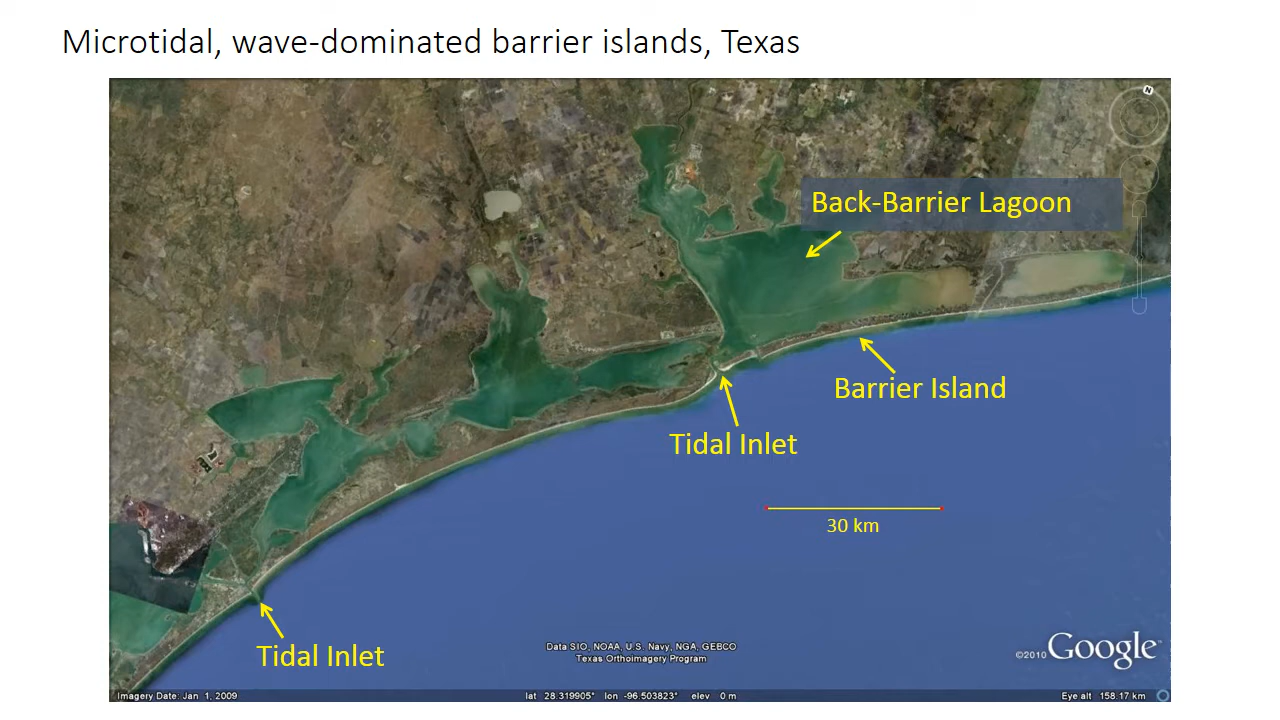 Microtidal, wave-dominated barrier islands, Texas
N
Back-Barrier Lagoon
Barrier Island
Tidal Inlet
30 km
Tidal Inlet
Data SIO, NOAA, U.S. Navy, NGA, GEBCO
Texas Orthoimagery Program
©2010 Google™
Imagery Date: Jan 1, 2009
lat 28.319905° lon -96.503823° elev 0 m
Eye alt 158.17 km